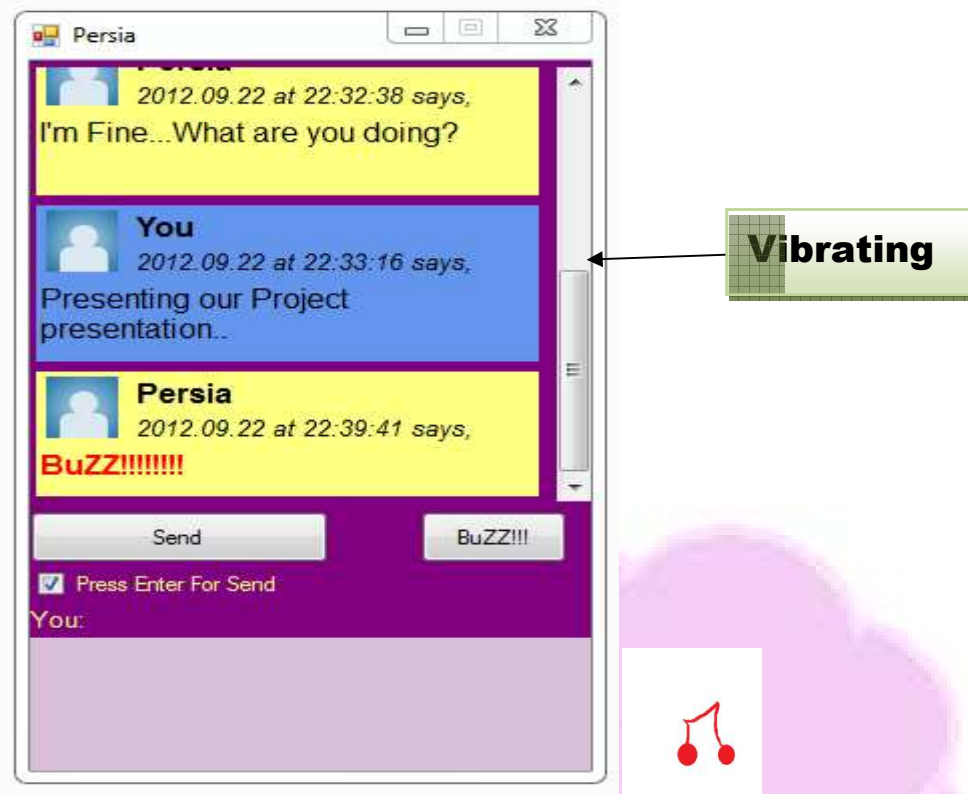 Persia
Persia
2012.09.22 at 22:32:38 says,
I'm Fine...What are you doing?
You
2012.09.22 at 22:33:16 says,
Presenting our Project
presentation..
Persia
2012.09.22 at 22:39:41 says,
BuZZ!!!!!!!!
Send
BuZZ!!!
Press Enter For Send
You:
Vibrating